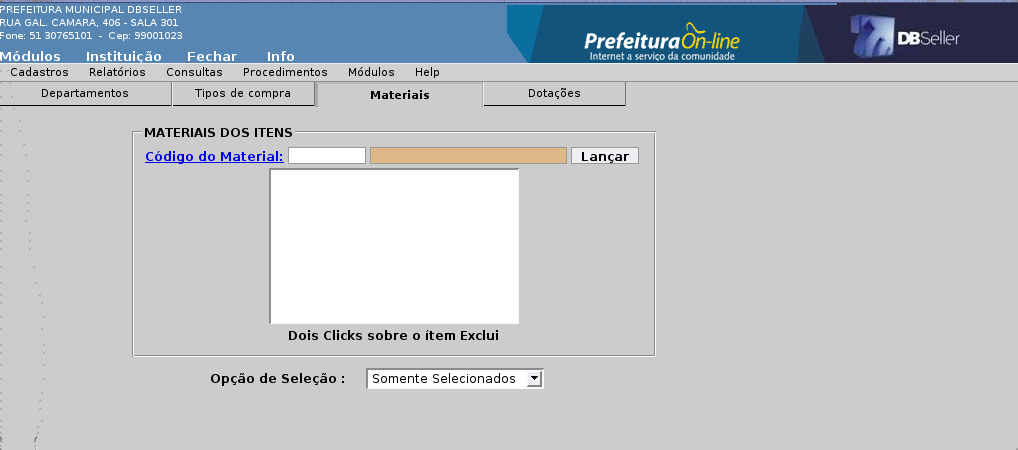 PREFEITURA MUNICIPAL DBSELLER
RUA GAL. CAMARA, 406 - SALA 301
Fone: 51 30765101 - Cep: 99001023
PrefeituraOn-line
Internet a serviço da comunidade
DBSeller
Módulos Instituição Fechar Info
Cadastros Relatórios Consultas Procedimentos Módulos Help
Departamentos Tipos de compra Materiais Dotações
MATERIAIS DOS ITENS
Código do Material: Lançar
Dois Clicks sobre o ítem Exclui
Opção de Seleção : Somente Selecionados